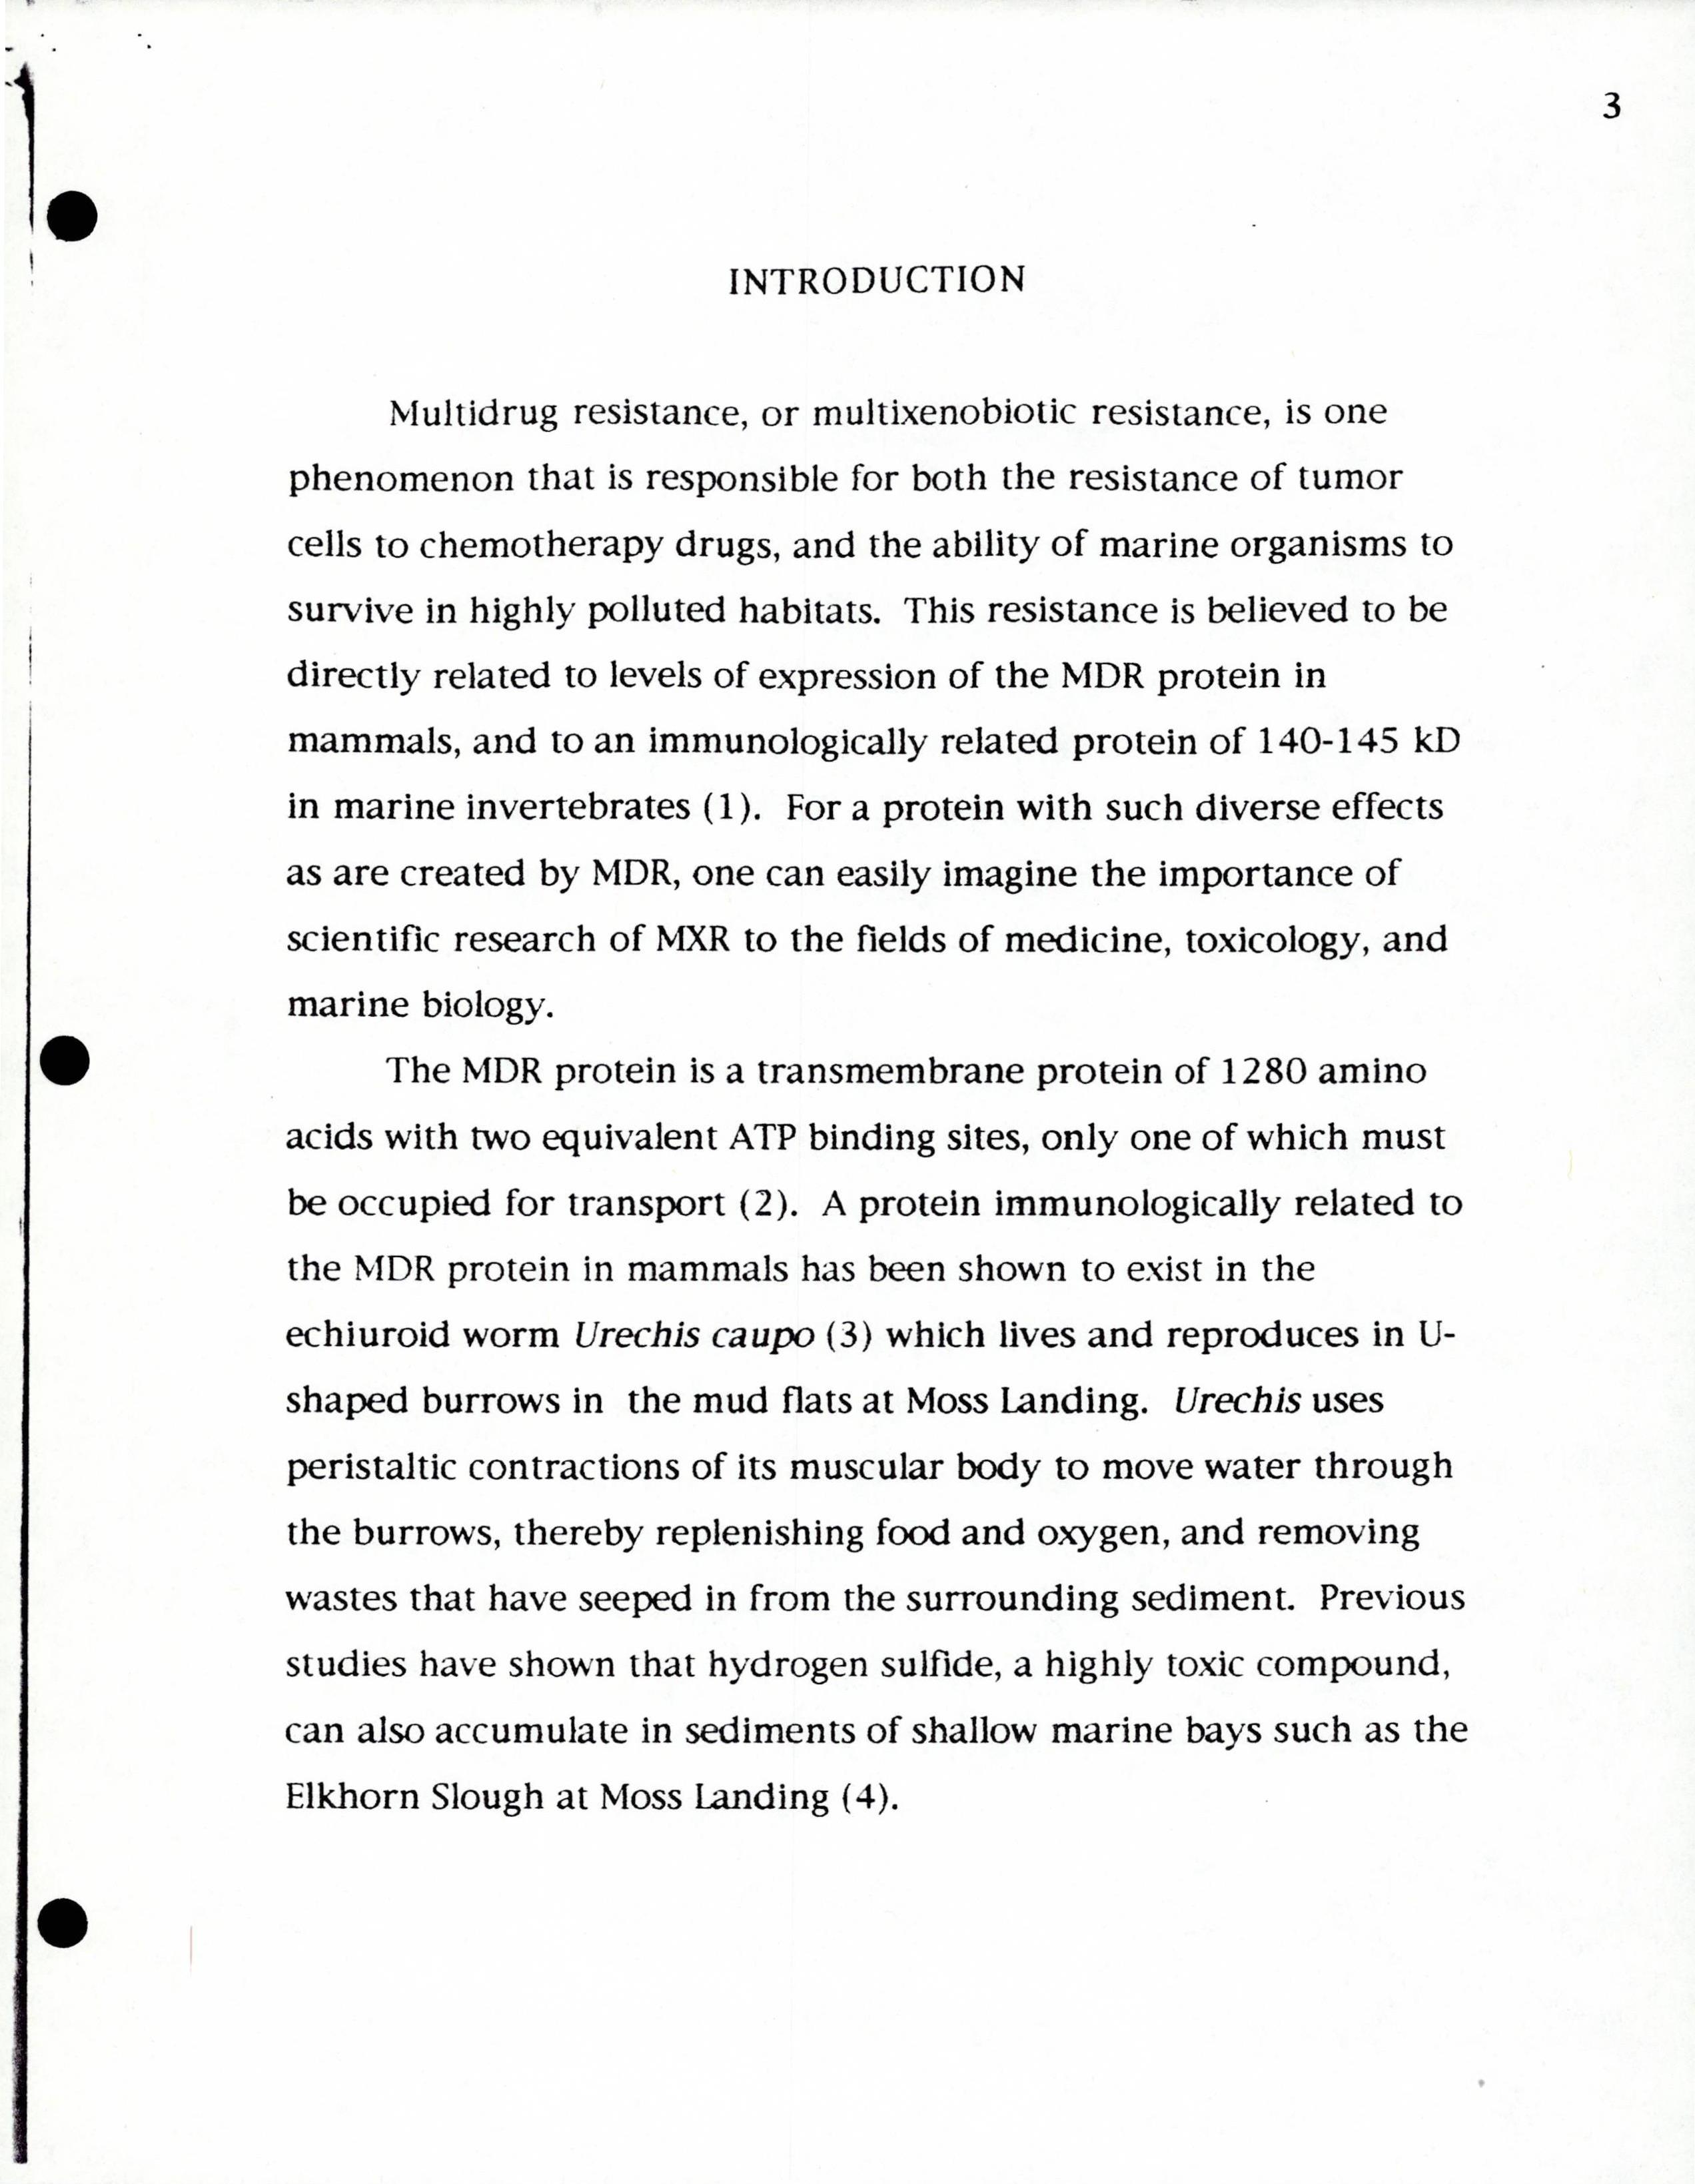 3
INTRODUCTION
Multidrug resistance, or multixenobiotic resistance, is one
phenomenon that is responsible for both the resistance of tumor
cells to chemotherapy drugs, and the ability of marine organisms to
survive in highly polluted habitats.  This resistance is believed to be
directly related to levels of expression of the MDR protein in
mammals, and to an immunologically related protein of 140-145 kD
in marine invertebrates (1).  For a protein with such diverse effects
as are created by MDR, one can easily imagine the importance of
scientific research of MXR to the fields of medicine, toxicology, and
marine biology.
The MDR protein is a transmembrane protein of 1280 amino
acids with two equivalent ATP binding sites, only one of which must
be occupied for transport (2).  A protein immunologically related to
the MDR protein in mammals has been shown to exist in the
echiuroid worm Urechis caupo (3) which lives and reproduces in U-
shaped burrows in  the mud flats at Moss Landing.  Urechis uses
peristaltic contractions of its muscular body to move water through
the burrows, thereby replenishing food and oxygen, and removing
wastes that have seeped in from the surrounding sediment.  Previous
studies have shown that hydrogen sulfide, a highly toxic compound,
can also accumulate in sediments of shallow marine bays such as the
Elkhorn Slough at Moss Landing (4).